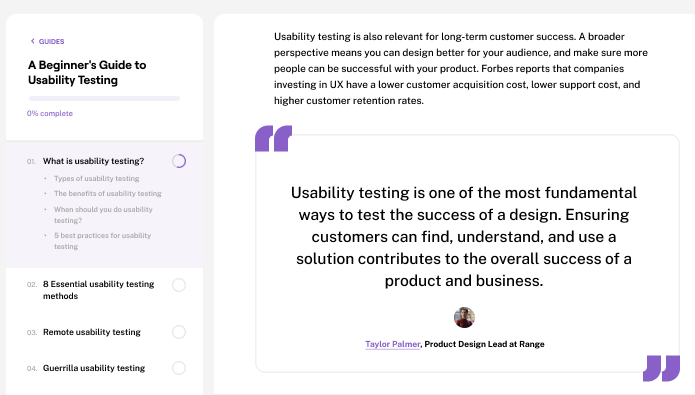 GUIDES
A Beginner's Guide to
Usability Testing
0% complete
01. What is usability testing?
• Types of usability testing
• The benefits of usability testing
• When should you do usability
testing?
• 5 best practices for usability
testing
02. 8 Essential usability testing
methods
03. Remote usability testing
04. Guerrilla usability testing
Usability testing is also relevant for long-term customer success. A broader
perspective means you can design better for your audience, and make sure more
people can be successful with your product. Forbes reports that companies
investing in UX have a lower customer acquisition cost, lower support cost, and
higher customer retention rates.
Usability testing is one of the most fundamental
ways to test the success of a design. Ensuring
customers can find, understand, and use a
solution contributes to the overall success of a
product and business.
Taylor Palmer, Product Design Lead at Range